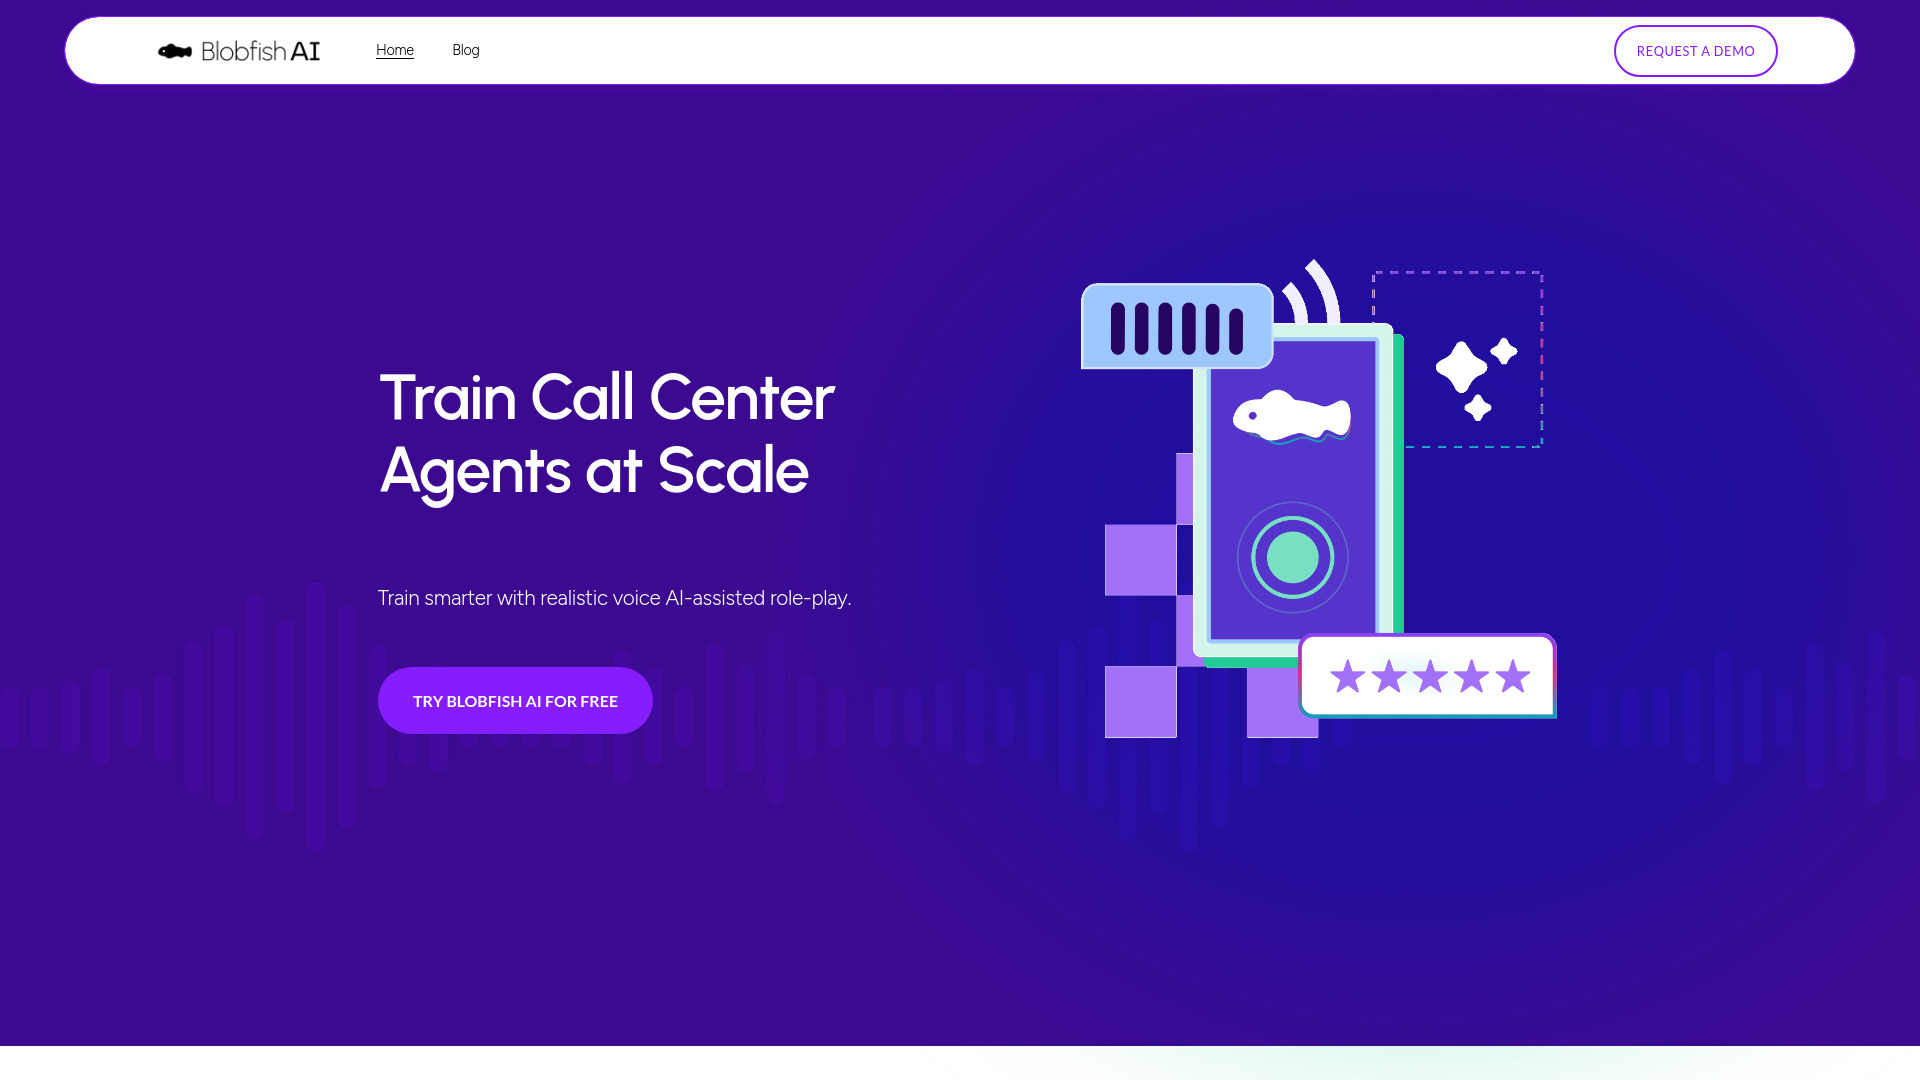 Blobfish AI
Home
Blog
REQUEST A DEMO
Train Call Center
Agents at Scale
Train smarter with realistic voice AI-assisted role-play.
TRY BLOBFISH AI FOR FREE